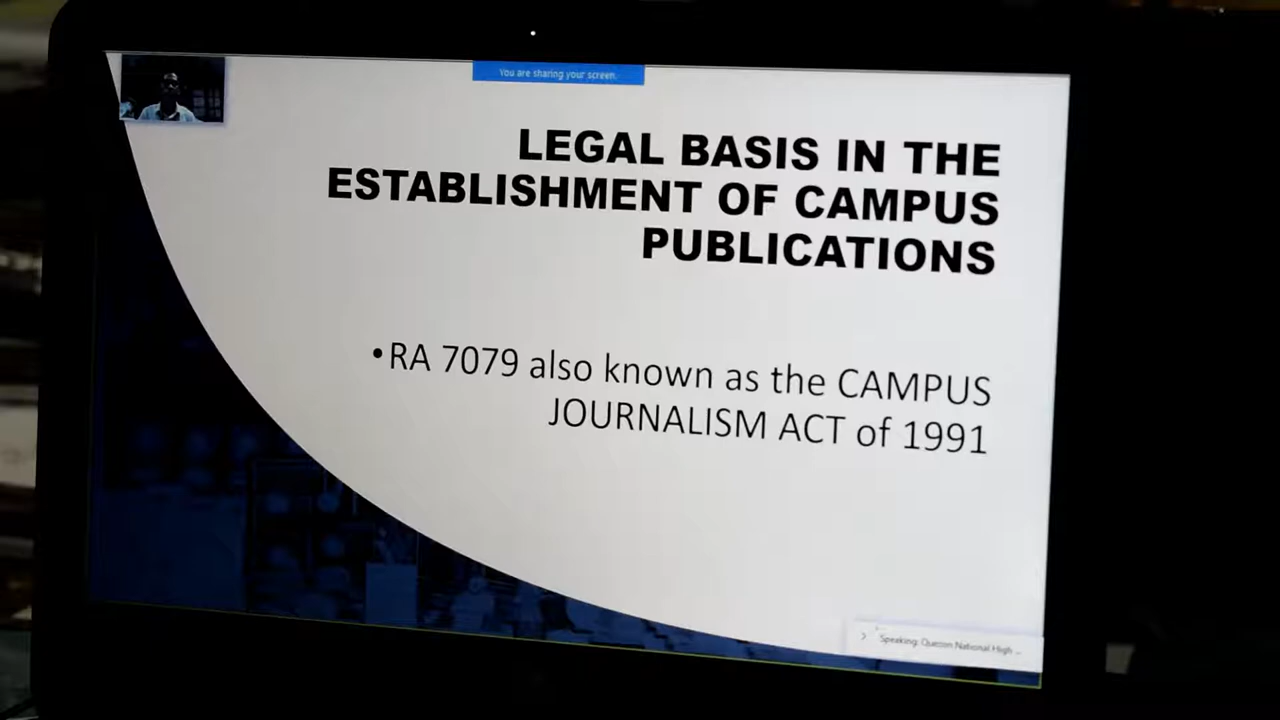 You are sharing your screen.
LEGAL BASIS IN THE
ESTABLISHMENT OF CAMPUS
PUBLICATIONS
•RA 7079 also known as the CAMPUS
JOURNALISM ACT of 1991
Speaking: Quezon National High ...